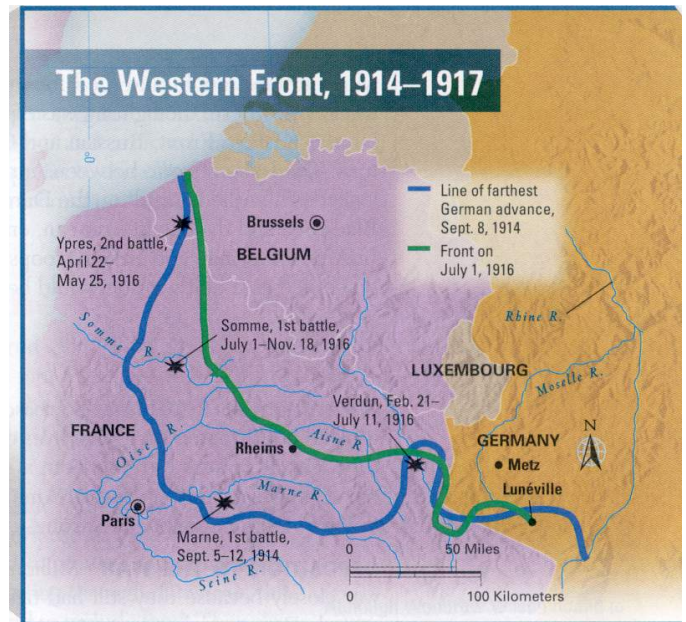 The Western Front, 1914–1917
0°
Line of farthest
German advance,
Sept. 8, 1914
Front on
July 1, 1916
Ypres, 2nd battle,
April 22–
May 25, 1916
Brussels
BELGIUM
Rhine R.
Somme R.
Somme, 1st battle,
July 1–Nov. 18, 1916
LUXEMBOURG
Moselle R.
Verdun, Feb. 21–
July 11, 1916
N
FRANCE
Oise R.
Rheims
Aisne R
GERMANY
Metz
Lunéville
Marne R
Paris
Marne, 1st battle,
Sept. 5–12, 1914
Seine R.
0 50 Miles
0 100 Kilometers